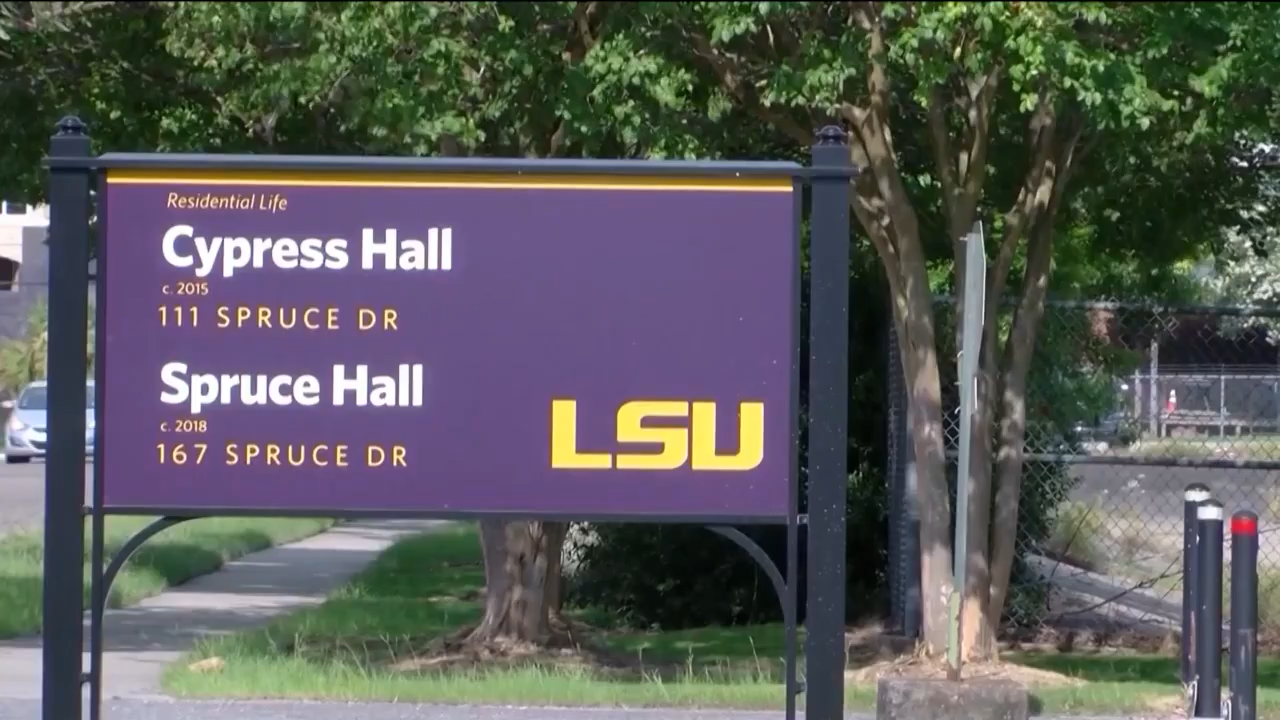 Residential Life
Cypress Hall
c. 2015
111 SPRUCE DR
Spruce Hall
c. 2018
167 SPRUCE DR
LSU